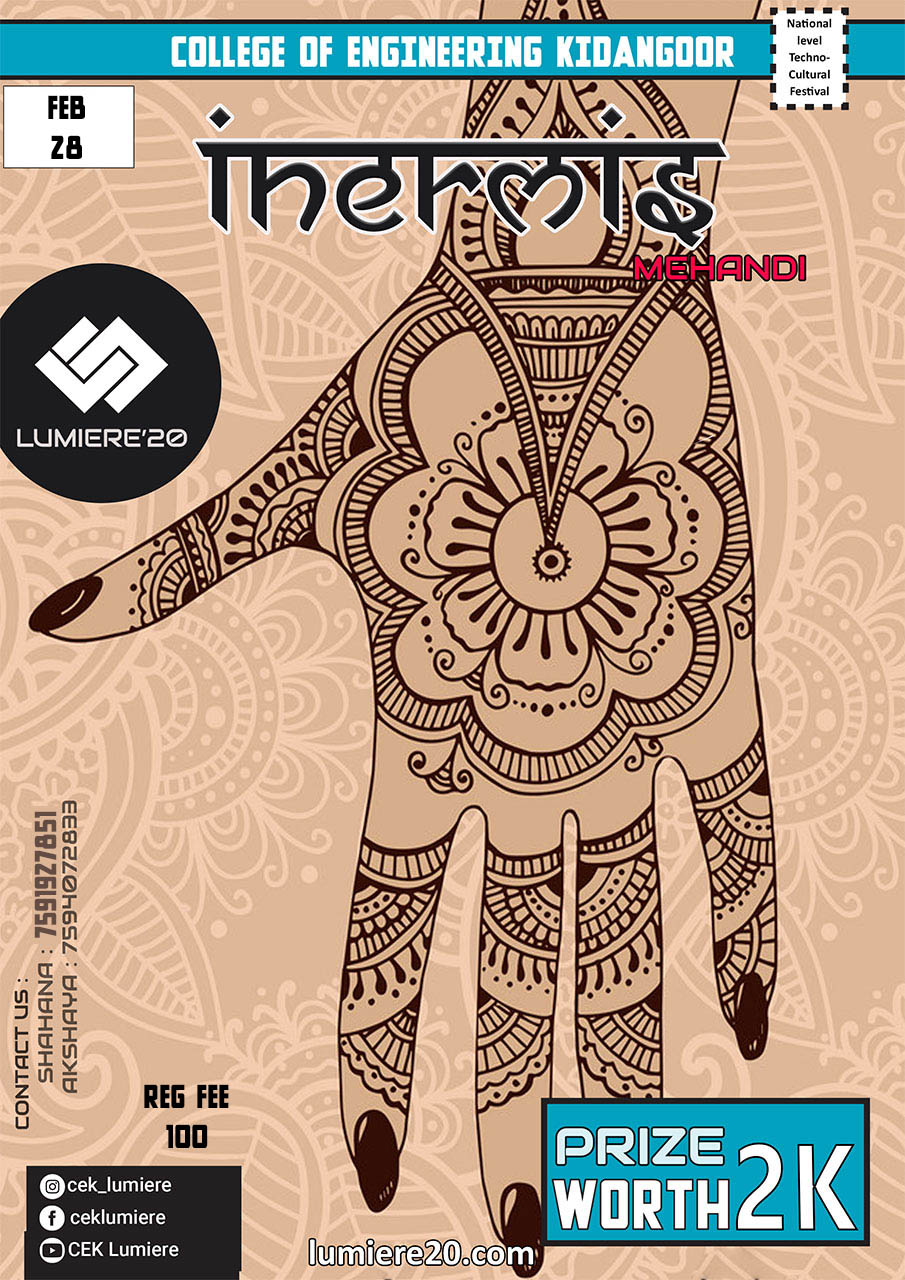 COLLEGE OF ENGINEERING KIDANGOOR
National
level
Techno-
Cultural
Festival
FEB
28
inermis
MEHANDI
LUMIERE'20
CONTACT US :
SHAHANA : 7591927851
AKSHAYA : 7594072833
REG FEE
100
PRIZE
WORTH 2K
cek_lumiere
ceklumiere
CEK Lumiere
lumiere20.com